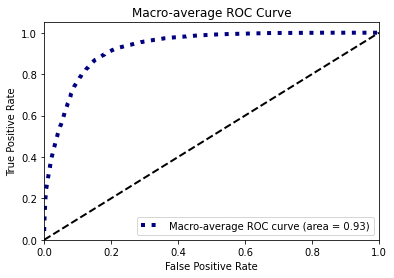 Macro-average ROC Curve
True Positive Rate
1.0
0.8
0.6
0.4
0.2
0.0
Macro-average ROC curve (area = 0.93)
0.0 0.2 0.4 0.6 0.8 1.0
False Positive Rate